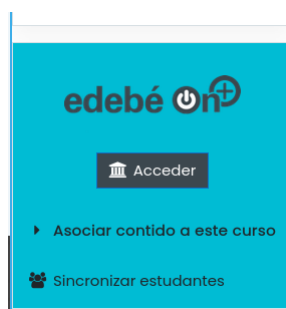 edebé On+
Acceder
Asociar contido a este curso
Sincronizar estudantes